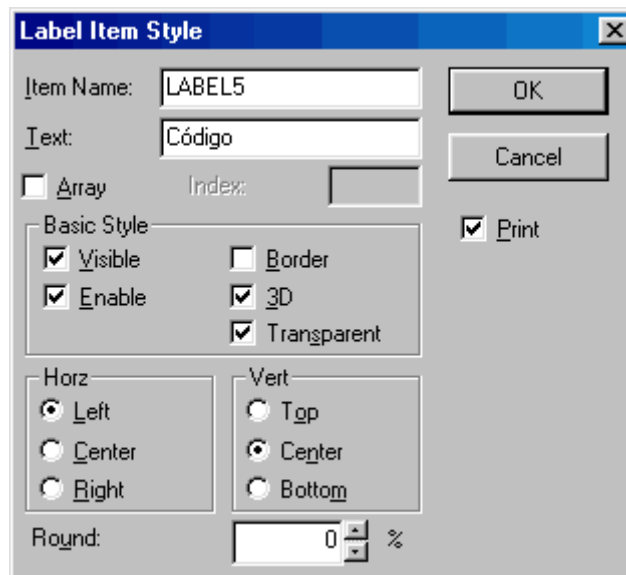 Label Item Style
Item Name: LABEL5
OK
Text: Código
Cancel
Array Index:
Print
Basic Style
Visible Border
Enable 3D
Transparent
Horz Vert
Left Top
Center Center
Right Bottom
Round: 0 %